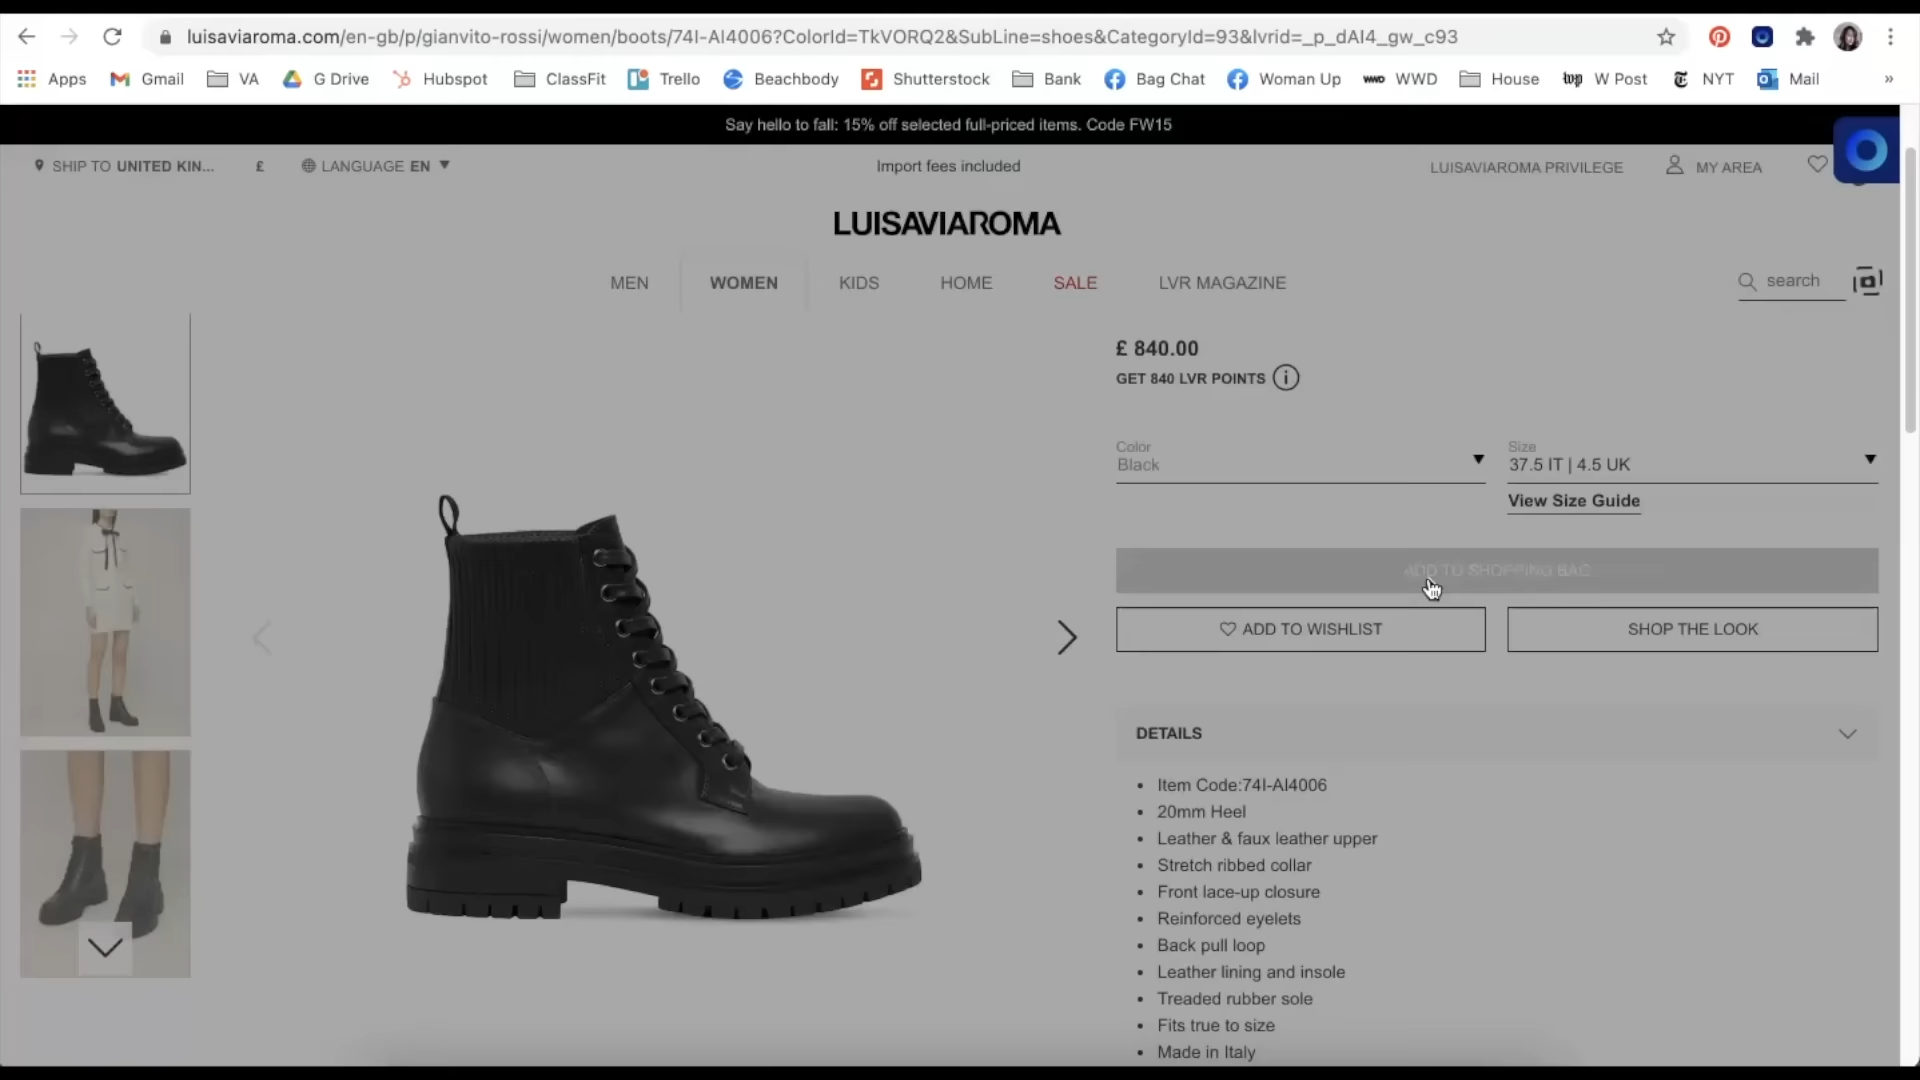 luisaviaroma.com/en-gb/p/gianvito-rossi/women/boots/74I-AI4006?ColorId=TkVORQ2&SubLine=shoes&CategoryId=93&lvrid=_p_dAI4_gw_c93
Apps Gmail VA G Drive Hubspot ClassFit Trello Beachbody Shutterstock Bank Bag Chat Woman Up WWD WWD House wp W Post NYT Mail »
Say hello to fall: 15% off selected full-priced items. Code FW15
SHIP TO UNITED KIN... £ LANGUAGE EN Import fees included LUISAVIAROMA PRIVILEGE MY AREA
LUISAVIAROMA
MEN WOMEN KIDS HOME SALE LVR MAGAZINE search
£ 840.00
GET 840 LVR POINTS i
Color Size
Black 37.5 IT | 4.5 UK
View Size Guide
ADD TO SHOPPING BAG
ADD TO WISHLIST SHOP THE LOOK
DETAILS
• Item Code:74I-AI4006
• 20mm Heel
• Leather & faux leather upper
• Stretch ribbed collar
• Front lace-up closure
• Reinforced eyelets
• Back pull loop
• Leather lining and insole
• Treaded rubber sole
• Fits true to size
• Made in Italy